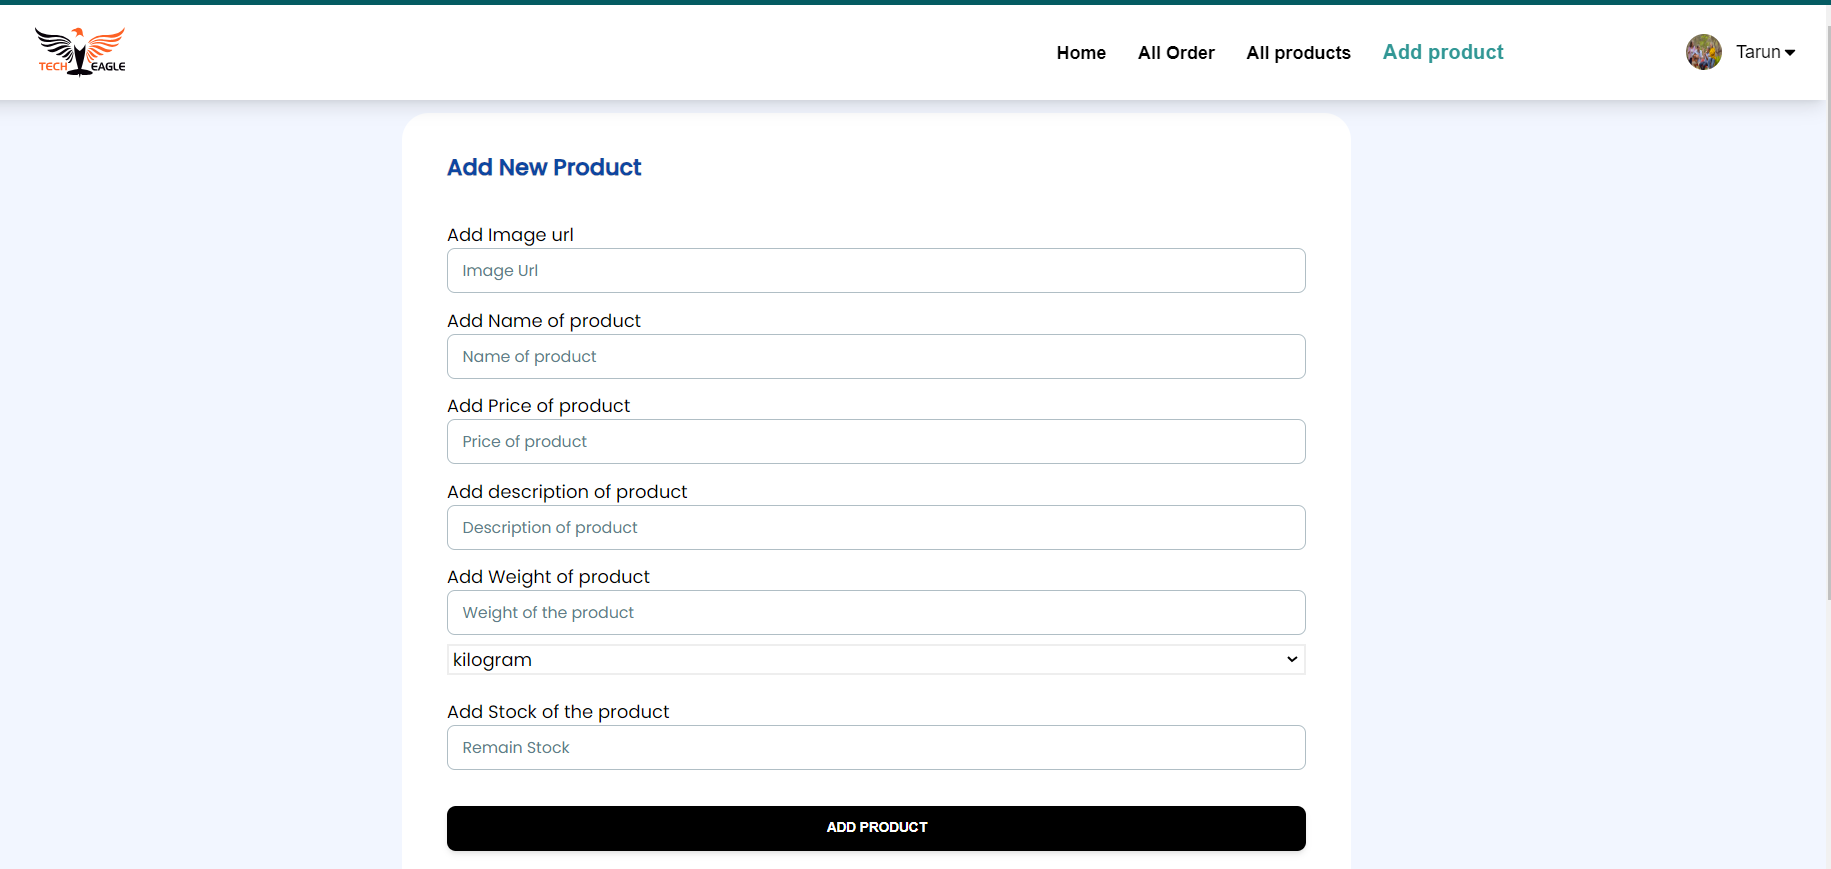 TECH EAGLE
Home All Order All products Add product Tarun
Add New Product
Add Image url
Image Url
Add Name of product
Name of product
Add Price of product
Price of product
Add description of product
Description of product
Add Weight of product
Weight of the product
kilogram
Add Stock of the product
Remain Stock
ADD PRODUCT